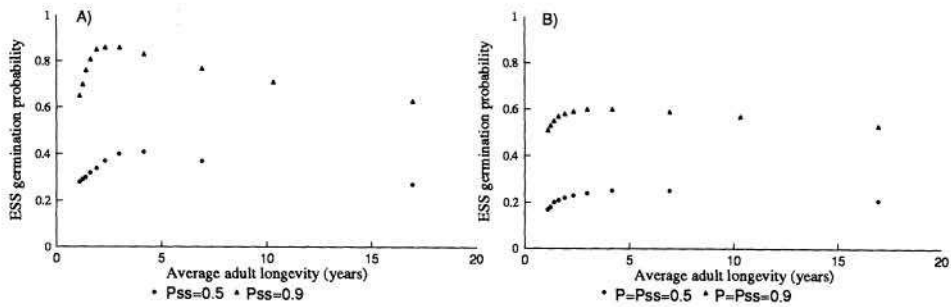 A)
ESS germination probability
1
0.8
0.6
0.4
0.2
0
0 5 10 15 20
Average adult longevity (years)
• Pss=0.5 ▲ Pss=0.9
B)
ESS germination probability
1
0.8
0.6
0.4
0.2
0
0 5 10 15 20
Average adult longevity (years)
• P=Pss=0.5 ▲ P=Pss=0.9